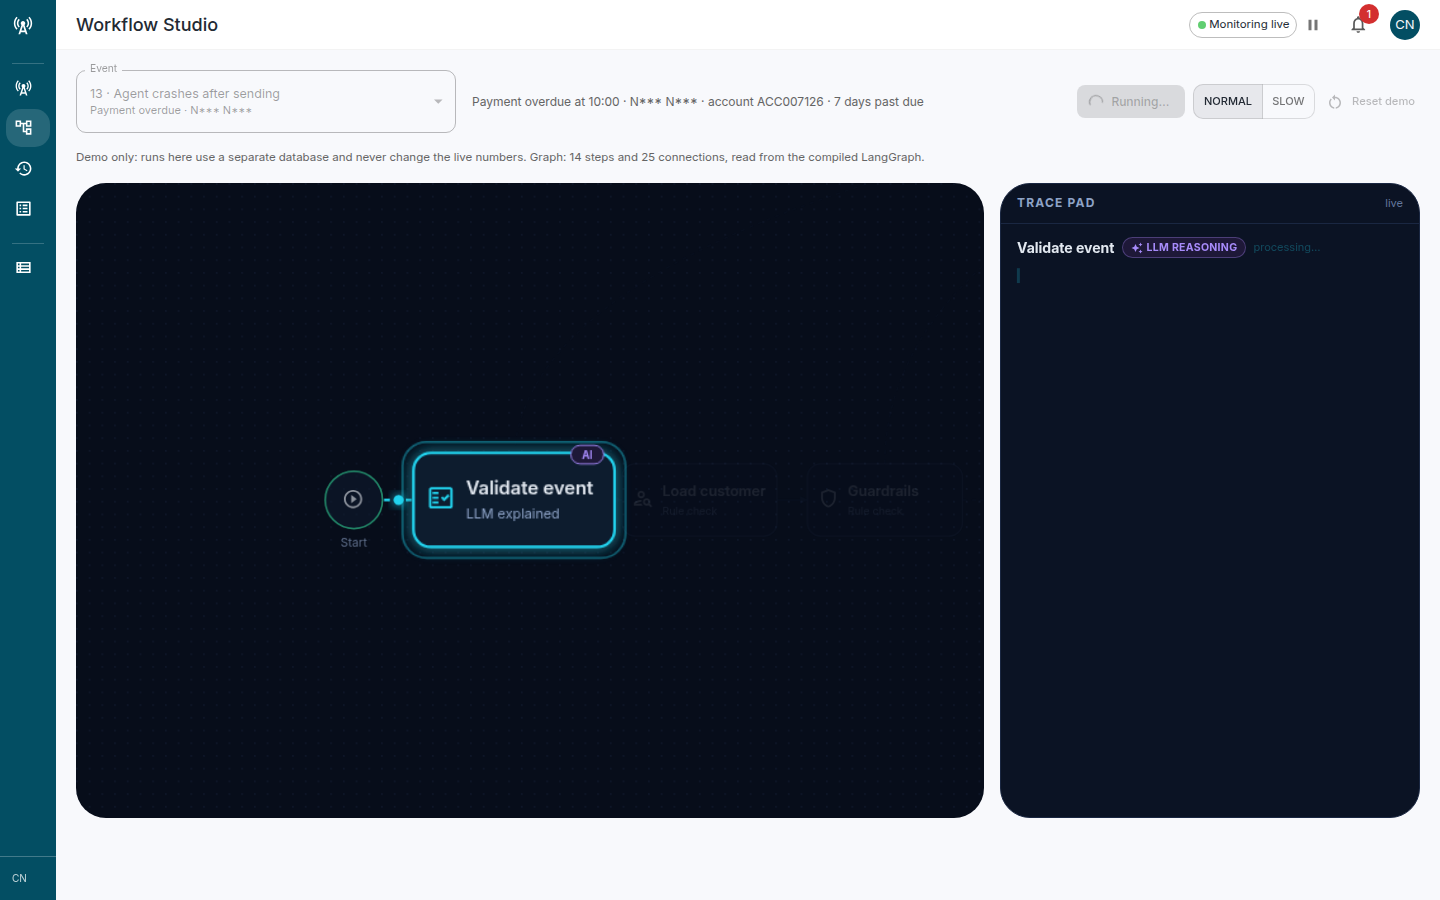 Workflow Studio
Monitoring live
1
CN
Event
13 · Agent crashes after sending
Payment overdue · N*** N***
Payment overdue at 10:00 · N*** N*** · account ACC007126 · 7 days past due
Running...
NORMAL
SLOW
Reset demo
Demo only: runs here use a separate database and never change the live numbers. Graph: 14 steps and 25 connections, read from the compiled LangGraph.
TRACE PAD
live
Validate event
LLM REASONING
processing...
AI
Validate event
LLM explained
Start
Load customer
Rule check
Guardrails
Rule check
CN